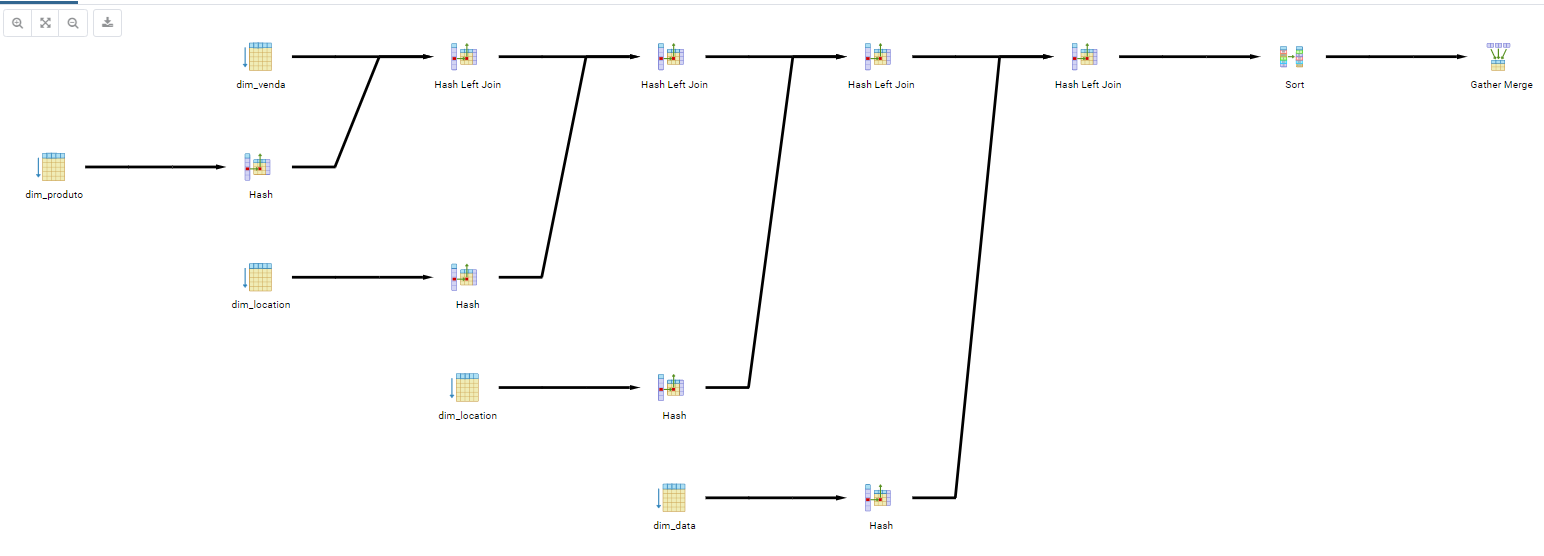 dim_venda
Hash Left Join
Hash Left Join
Hash Left Join
Hash Left Join
Sort
Gather Merge
dim_produto
Hash
dim_location
Hash
dim_location
Hash
dim_data
Hash